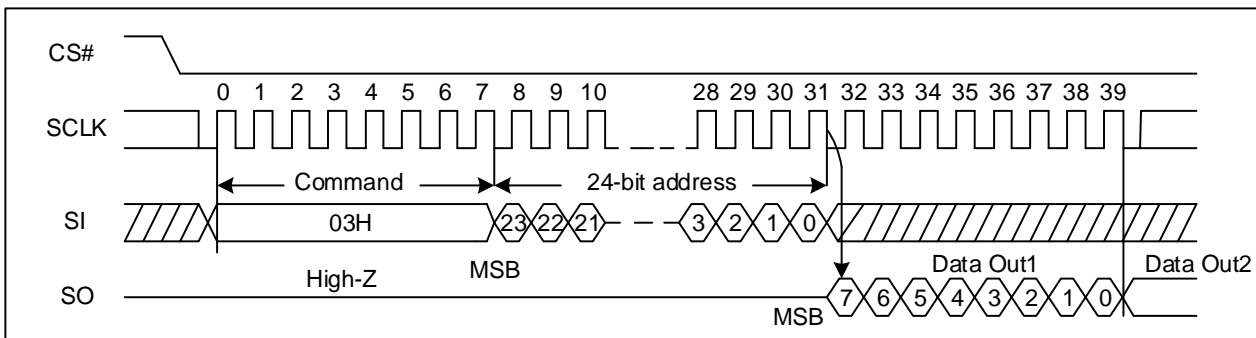 CS#
0 1 2 3 4 5 6 7 8 9 10 28 29 30 31 32 33 34 35 36 37 38 39
SCLK
Command 24-bit address
SI 03H 23 22 21 3 2 1 0
MSB Data Out1 Data Out2
High-Z
SO 7 6 5 4 3 2 1 0
MSB